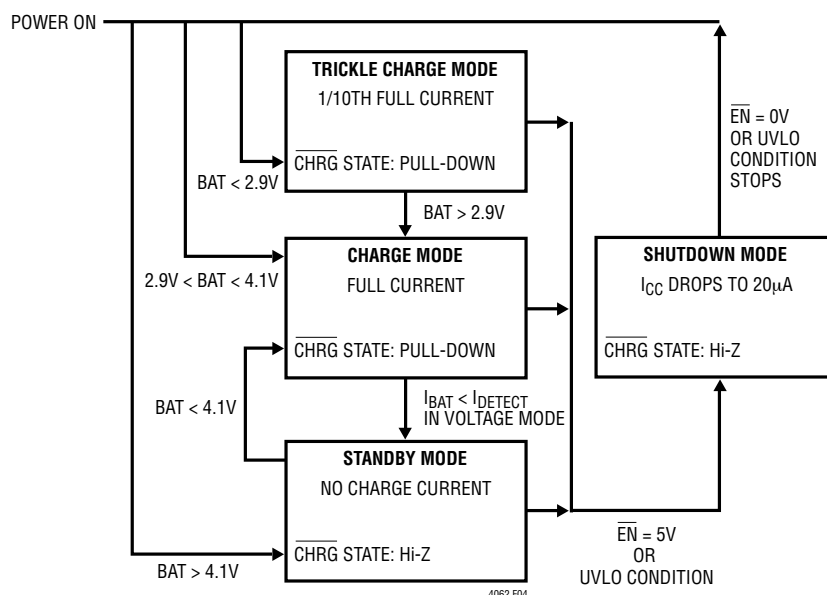 POWER ON
TRICKLE CHARGE MODE
1/10TH FULL CURRENT
CHRG STATE: PULL-DOWN
BAT < 2.9V
BAT > 2.9V
CHARGE MODE
FULL CURRENT
CHRG STATE: PULL-DOWN
2.9V < BAT < 4.1V
BAT < 4.1V
IBAT < IDETECT
IN VOLTAGE MODE
STANDBY MODE
NO CHARGE CURRENT
CHRG STATE: Hi-Z
BAT > 4.1V
EN = 0V
OR UVLO
CONDITION
STOPS
SHUTDOWN MODE
ICC DROPS TO 20μA
CHRG STATE: Hi-Z
EN = 5V
OR
UVLO CONDITION
4062 F04